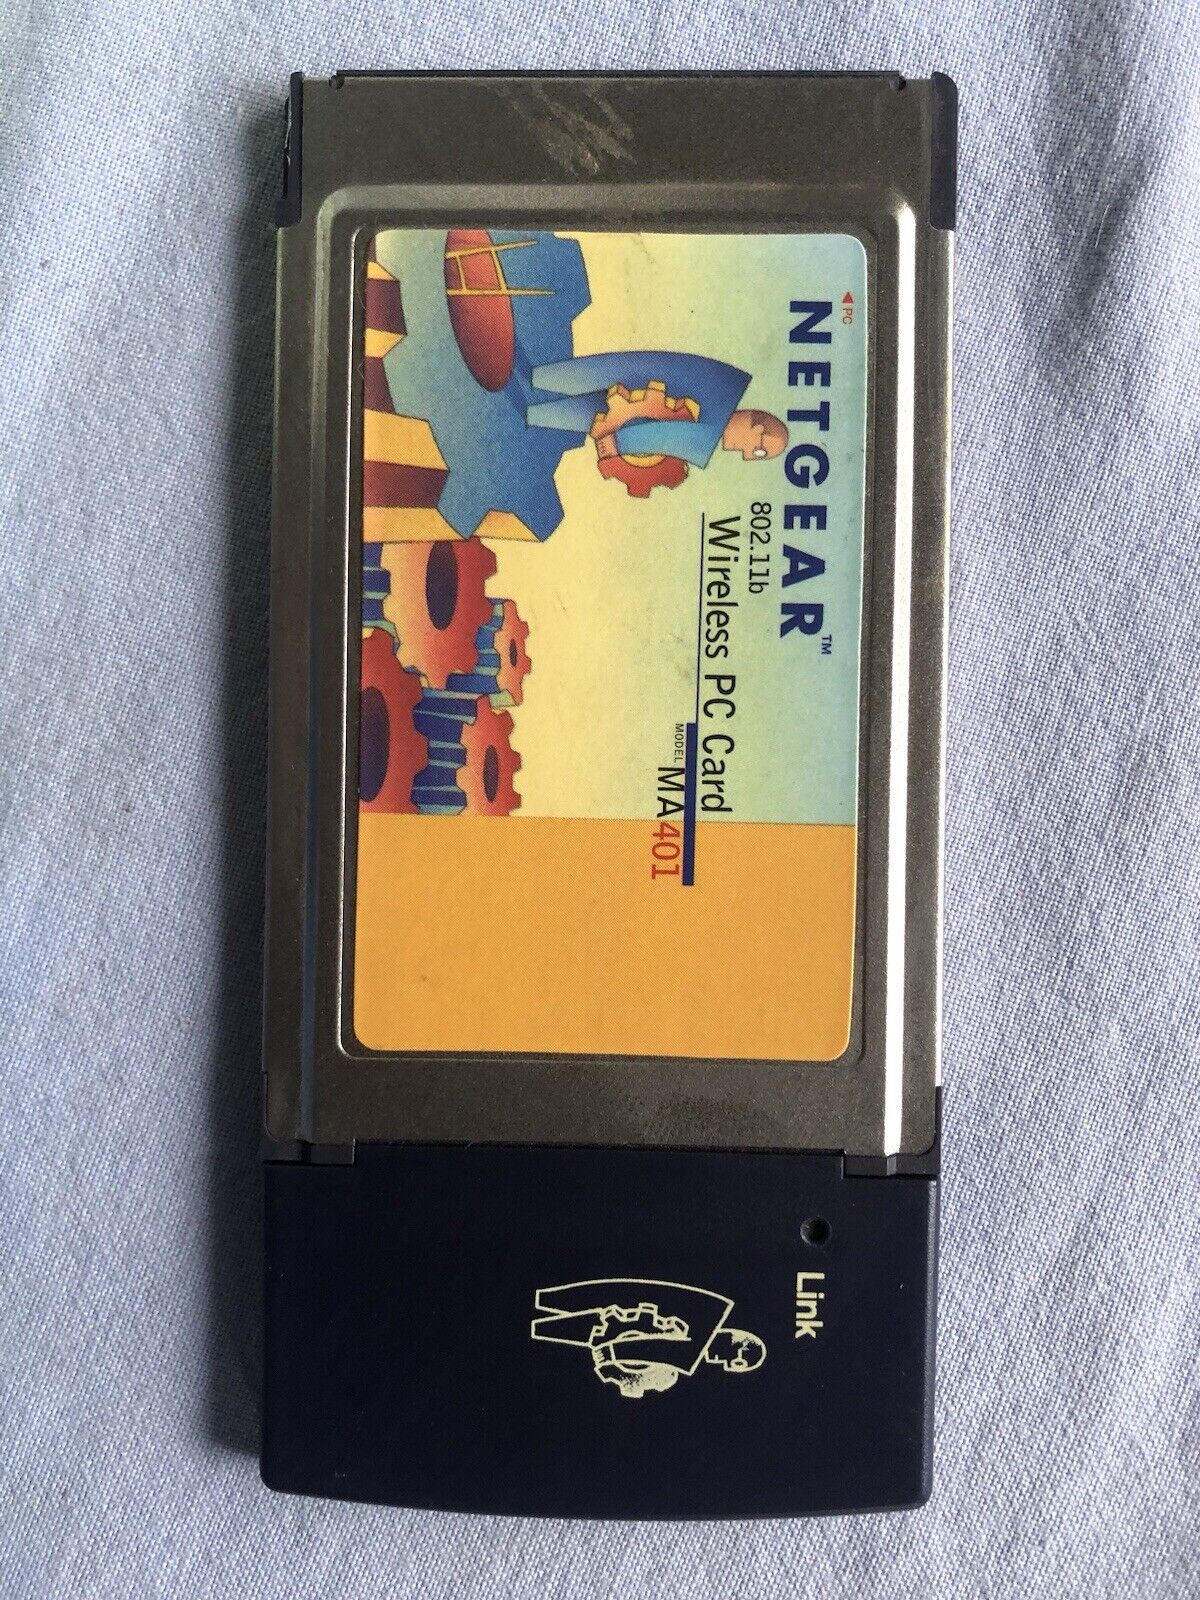 ◀PC
NETGEAR™
802.11b
Wireless PC Card
MODEL MA401
Link